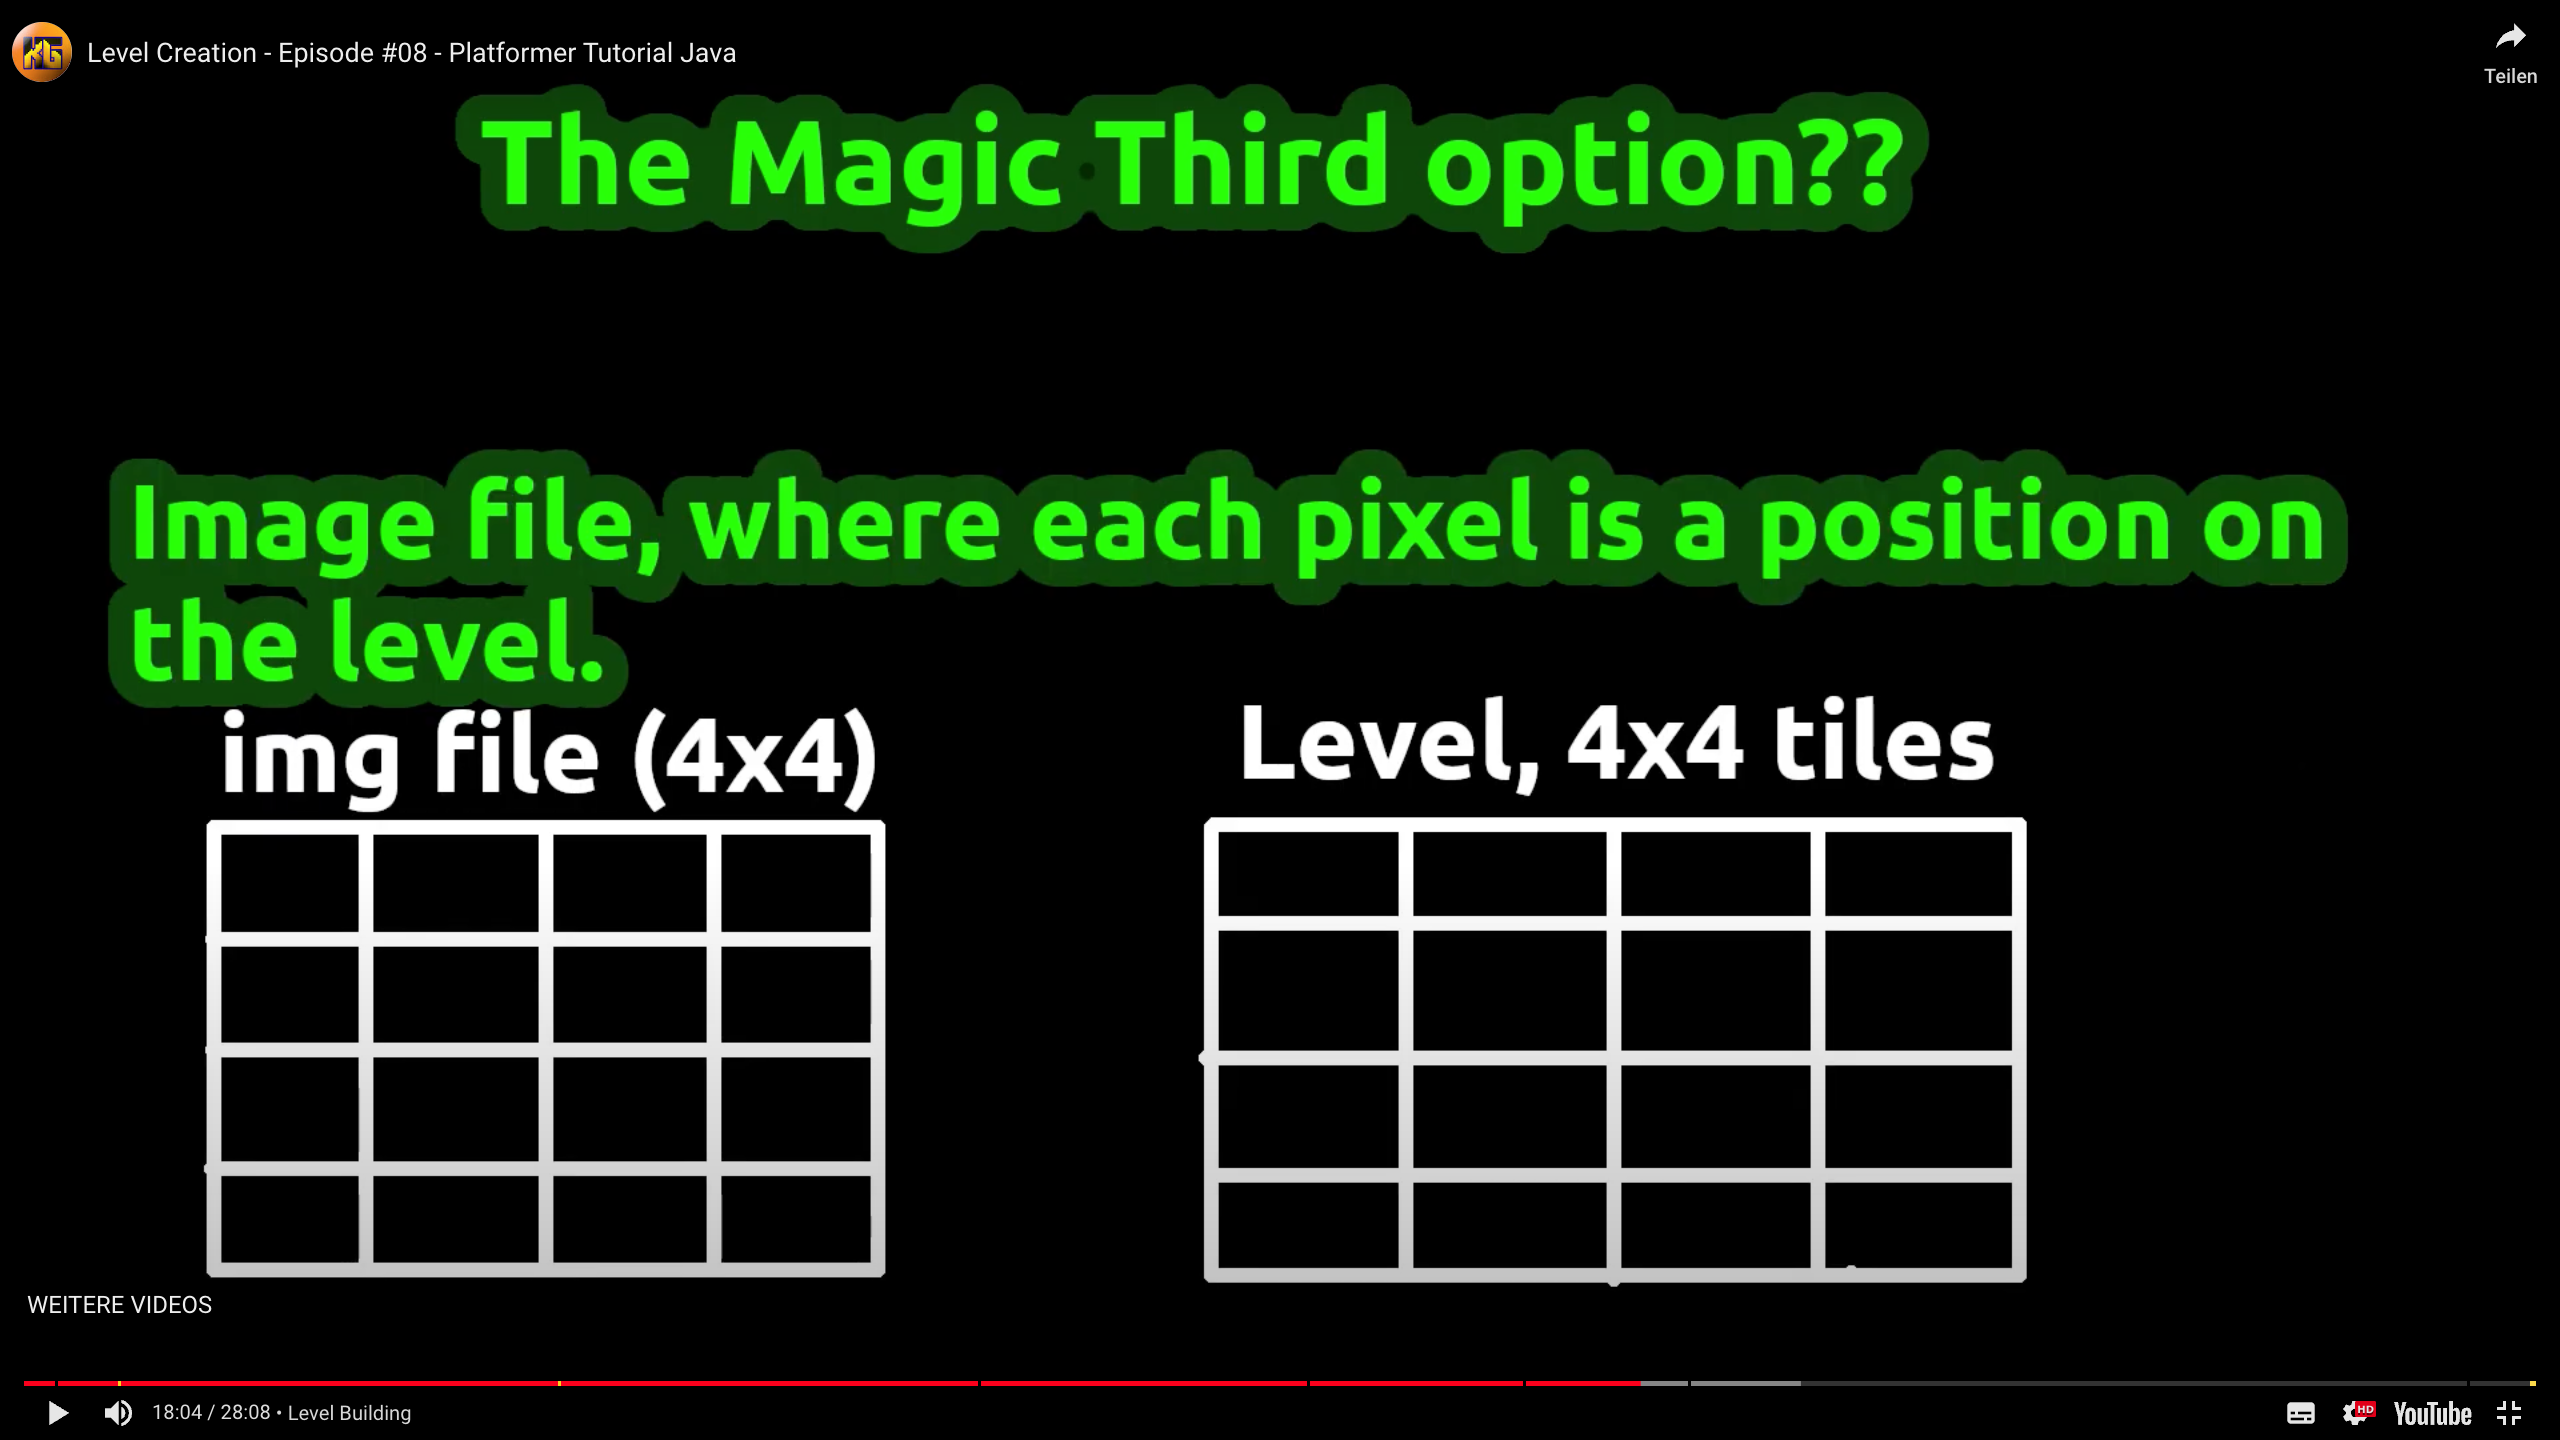 KG
Level Creation - Episode #08 - Platformer Tutorial Java
Teilen
The Magic Third option??
Image file, where each pixel is a position on
the level.
img file (4x4)
Level, 4x4 tiles
WEITERE VIDEOS
18:04 / 28:08 • Level Building
HD
YouTube